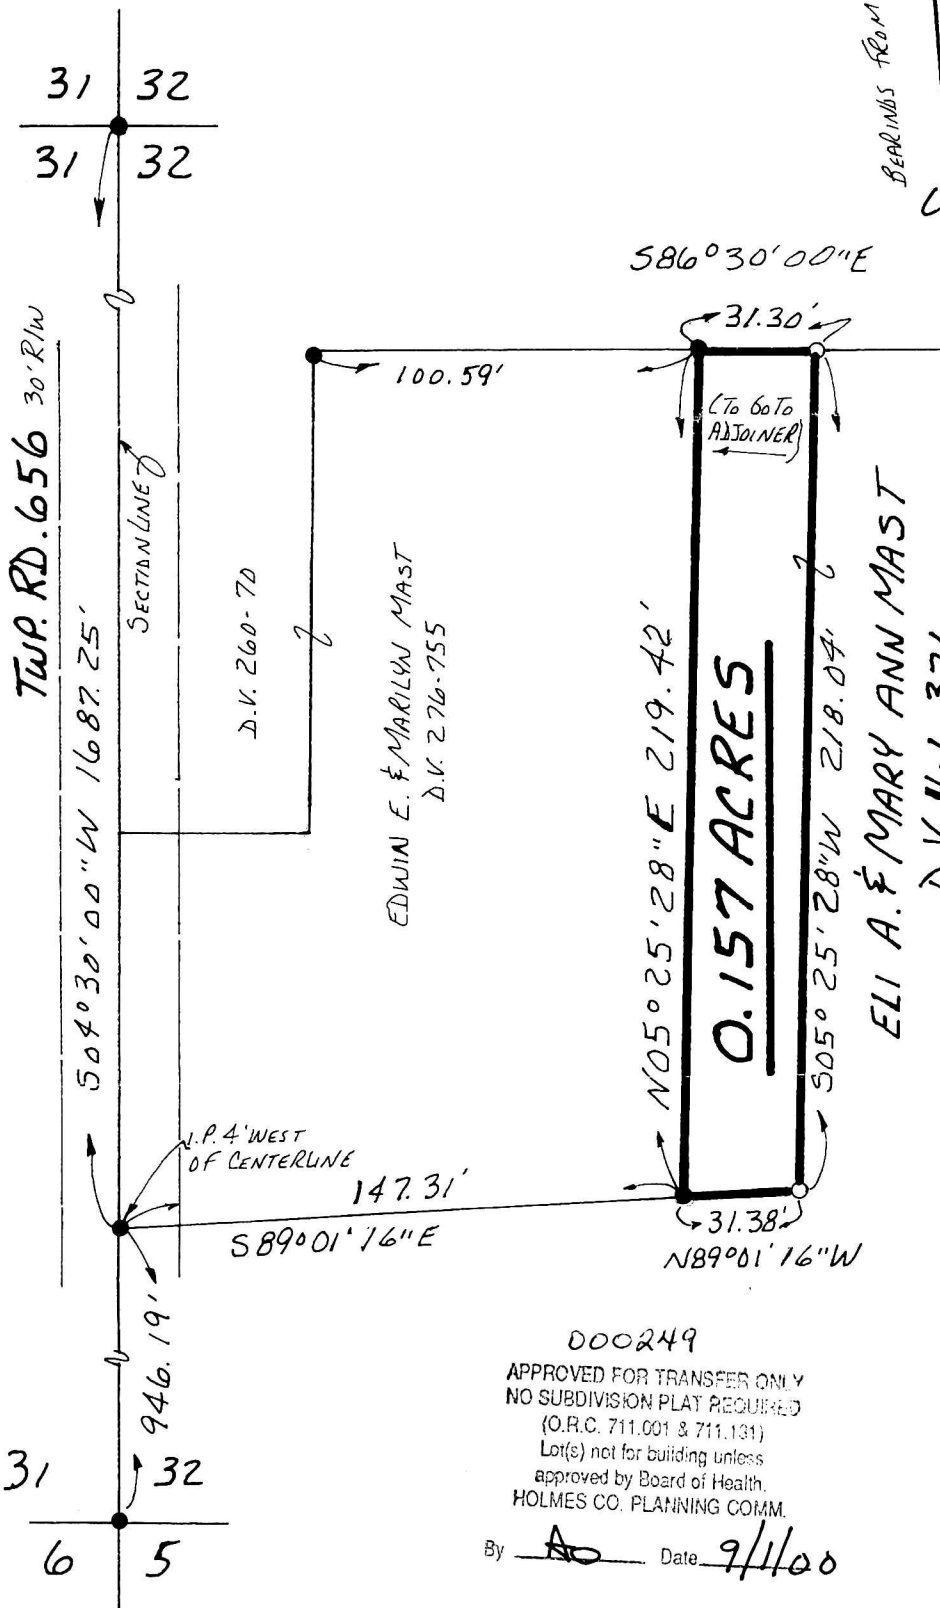 31 32
31 32
BEARINGS FROM
S86°30'00"E
31.30'
100.59'
(TO GO TO
ADJOINER)
TWP. RD. 656 30' R/W
SECTION LINE
S04°30'00"W 1687.25'
D.V. 260-70
EDWIN E. & MARILYN MAST
D.V. 276-755
N05°25'28"E 219.42'
0.157 ACRES
S05°25'28"W 218.04'
ELI A. & MARY ANN MAST
I.P. 4' WEST
OF CENTERLINE
147.31'
S89°01'16"E
31.38'
N89°01'16"W
946.19'
31 32
6 5
000249
APPROVED FOR TRANSFER ONLY
NO SUBDIVISION PLAT REQUIRED
(O.R.C. 711.001 & 711.131)
Lot(s) not for building unless
approved by Board of Health.
HOLMES CO. PLANNING COMM.
By AO Date 9/1/00